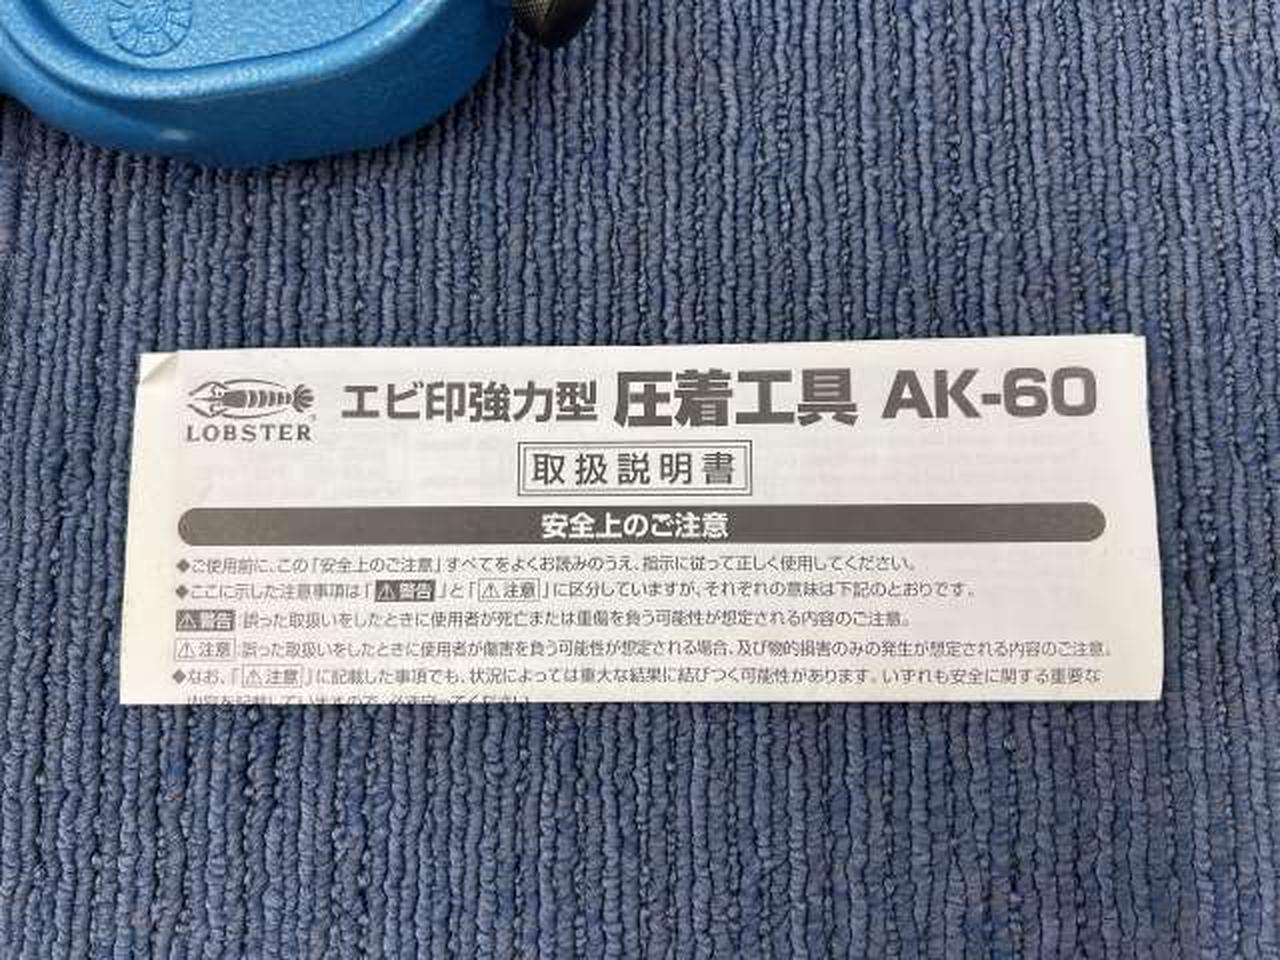 LOBSTER
エビ印強力型 圧着工具 AK-60
取扱説明書
安全上のご注意
◆ご使用前に、この「安全上のご注意」すべてをよくお読みのうえ、指示に従って正しく使用してください。
◆ここに示した注意事項は「⚠警告」と「⚠注意」に区分していますが、それぞれの意味は下記のとおりです。
⚠警告 誤った取扱いをしたときに使用者が死亡または重傷を負う可能性が想定される内容のご注意。
⚠注意 誤った取扱いをしたときに使用者が傷害を負う可能性が想定される場合、及び物的損害のみの発生が想定される内容のご注意。
◆なお、「⚠注意」に記載した事項でも、状況によっては重大な結果に結びつく可能性があります。いずれも安全に関する重要な